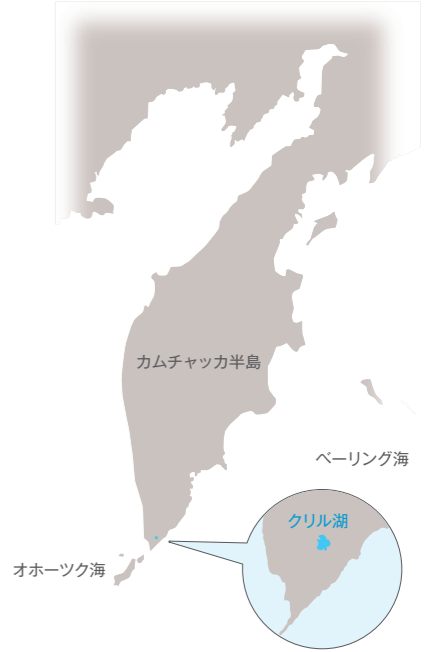 カムチャッカ半島
ベーリング海
クリル湖
オホーツク海